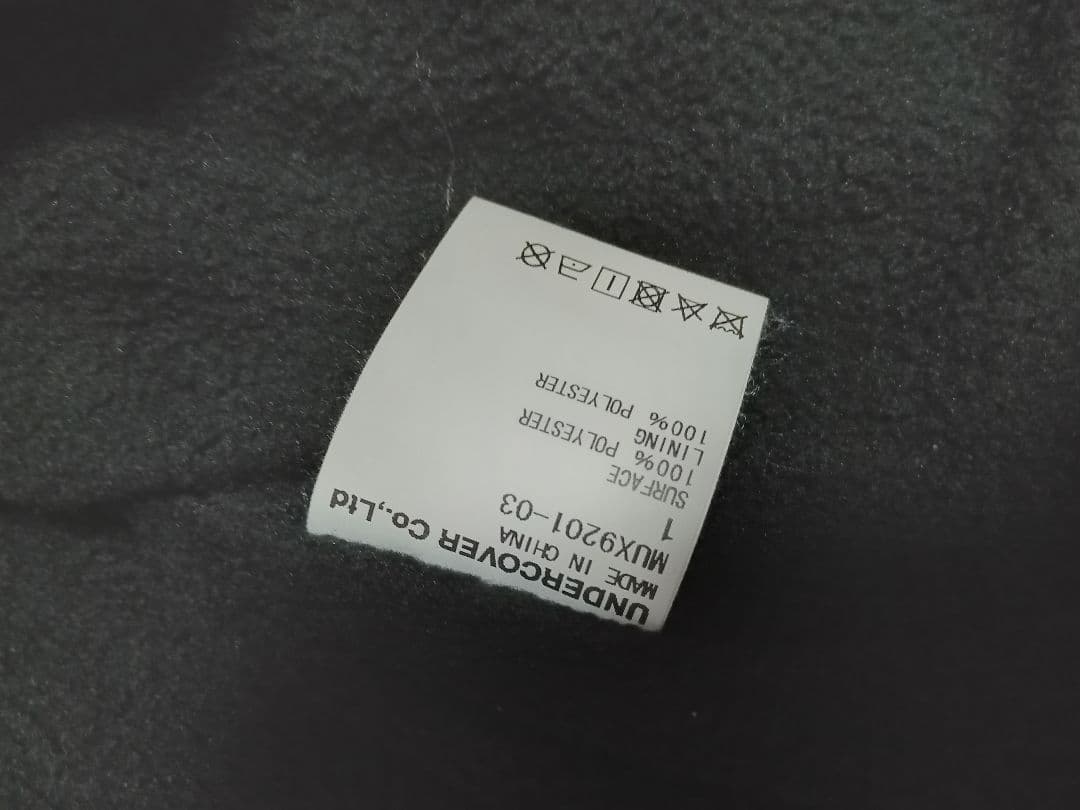 UNDERCOVER Co.,Ltd
MADE IN CHINA
MUX9201-03
1
SURFACE
100% POLYESTER
LINING
100% POLYESTER